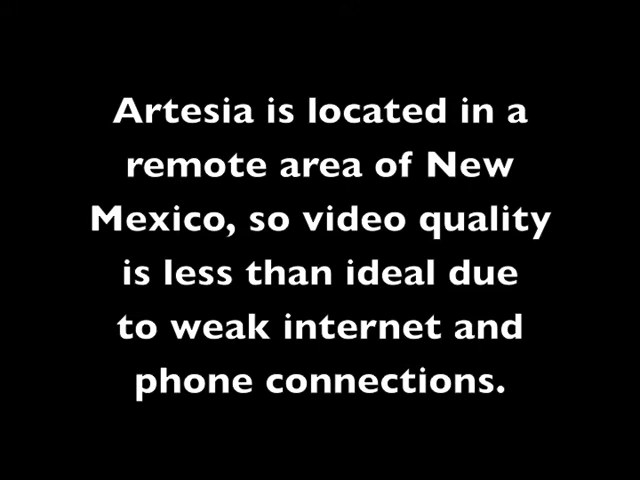 Artesia is located in a
remote area of New
Mexico, so video quality
is less than ideal due
to weak internet and
phone connections.